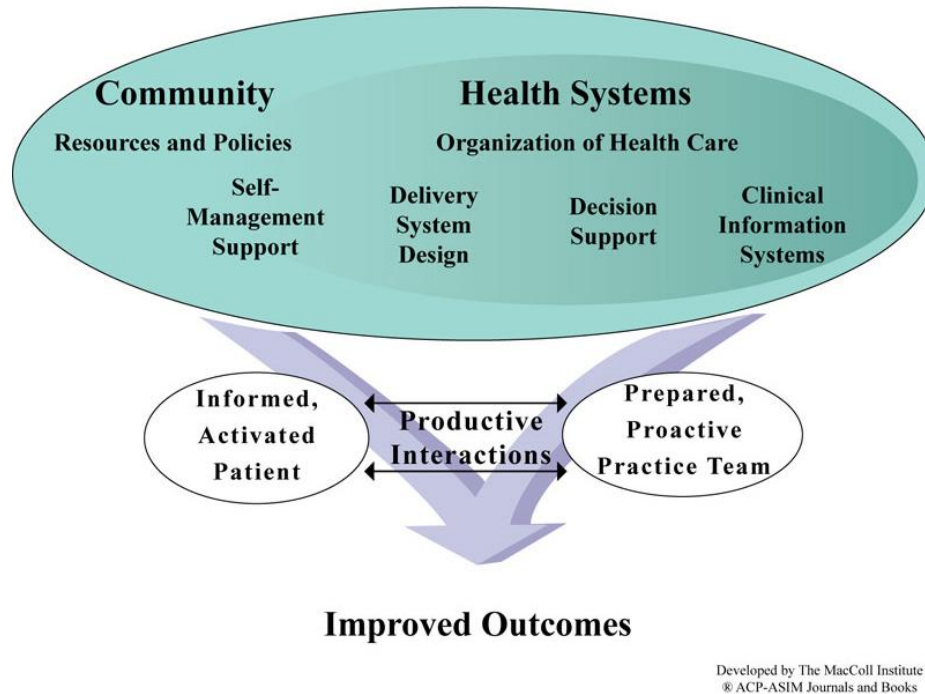 Community
Health Systems
Resources and Policies
Organization of Health Care
Self-
Management
Support
Delivery
System
Design
Decision
Support
Clinical
Information
Systems
Informed,
Activated
Patient
Productive
Interactions
Prepared,
Proactive
Practice Team
Improved Outcomes
Developed by The MacColl Institute
® ACP-ASIM Journals and Books